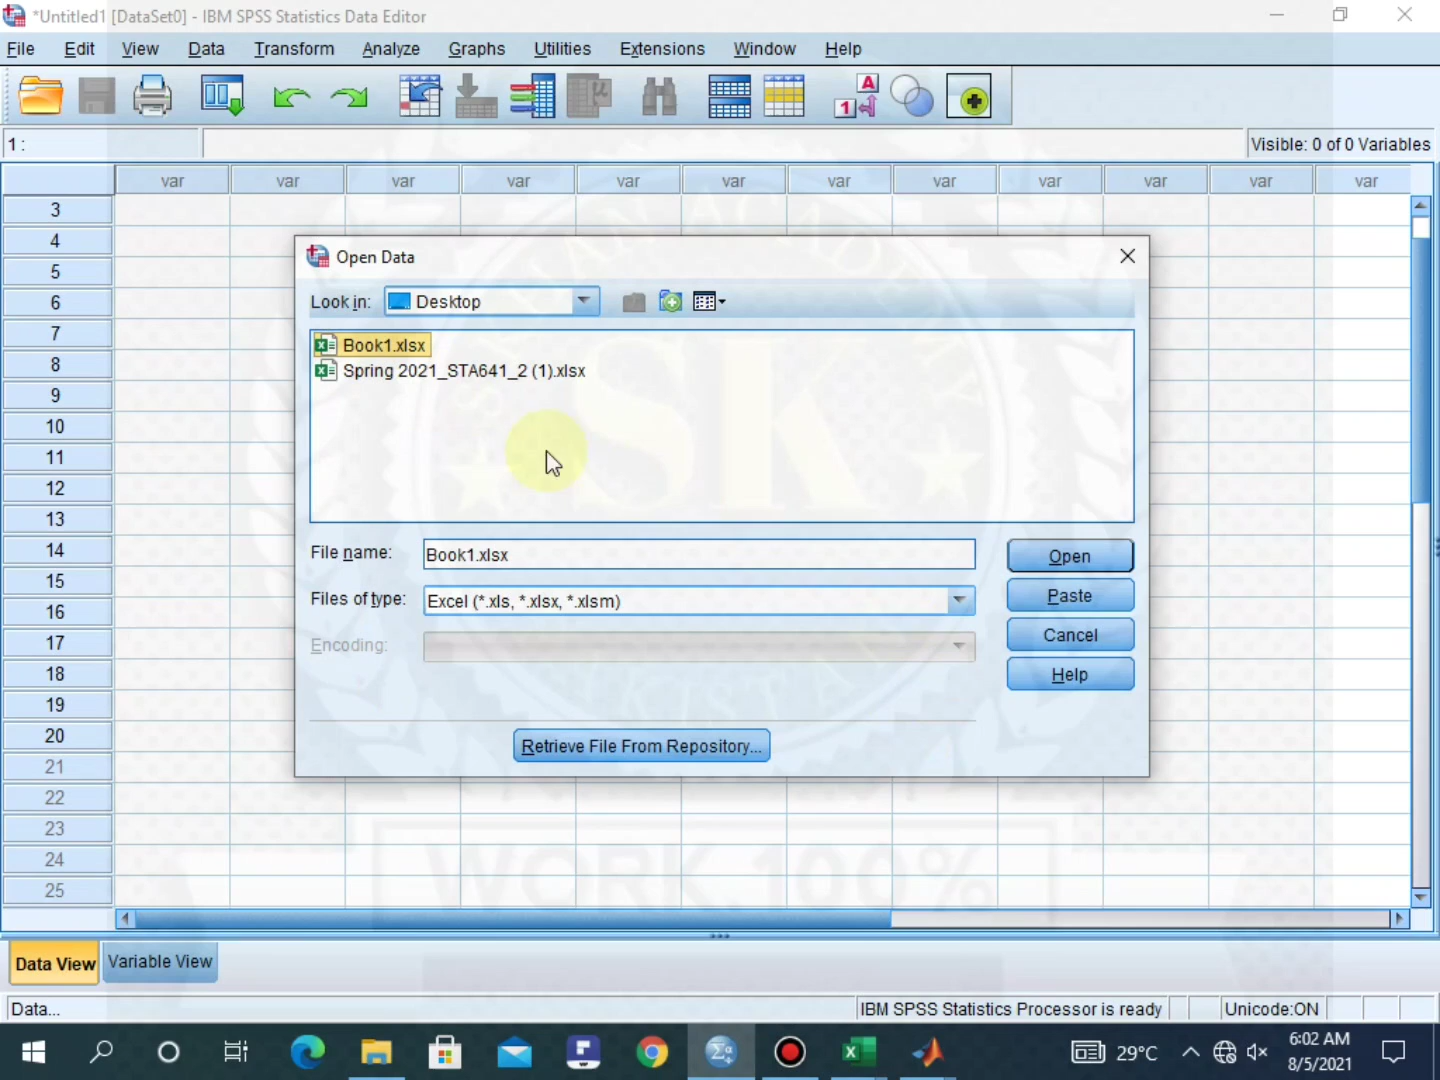 *Untitled1 [DataSet0] - IBM SPSS Statistics Data Editor
File Edit View Data Transform Analyze Graphs Utilities Extensions Window Help
1 :
Visible: 0 of 0 Variables
var var var var var var var var var var var var
3
4
5
6
7
8
9
10
11
12
13
14
15
16
17
18
19
20
21
22
23
24
25
Open Data
Look in: Desktop
Book1.xlsx
Spring 2021_STA641_2 (1).xlsx
File name: Book1.xlsx
Open
Files of type: Excel (*.xls, *.xlsx, *.xlsm)
Paste
Cancel
Encoding:
Help
Retrieve File From Repository...
SK
WORK 100%
Data View Variable View
Data... IBM SPSS Statistics Processor is ready Unicode:ON
29°C
6:02 AM
8/5/2021